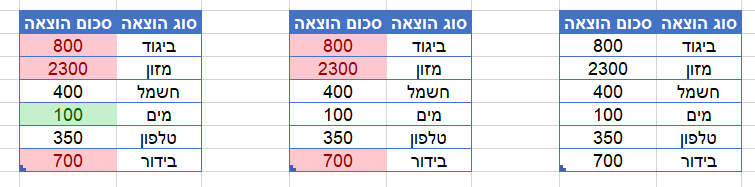 סוג הוצאה סכום הוצאה סוג הוצאה סכום הוצאה סוג הוצאה סכום הוצאה
ביגוד 800 ביגוד 800 ביגוד 800
מזון 2300 מזון 2300 מזון 2300
חשמל 400 חשמל 400 חשמל 400
מים 100 מים 100 מים 100
טלפון 350 טלפון 350 טלפון 350
בידור 700 בידור 700 בידור 700